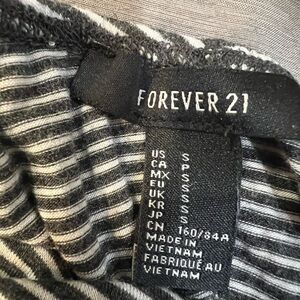 FOREVER 21
US S
CA P
MX S
EU S
UK S
KR S
JP S
CN 160/84A
MADE IN
VIETNAM
FABRIQUÉ AU
VIETNAM